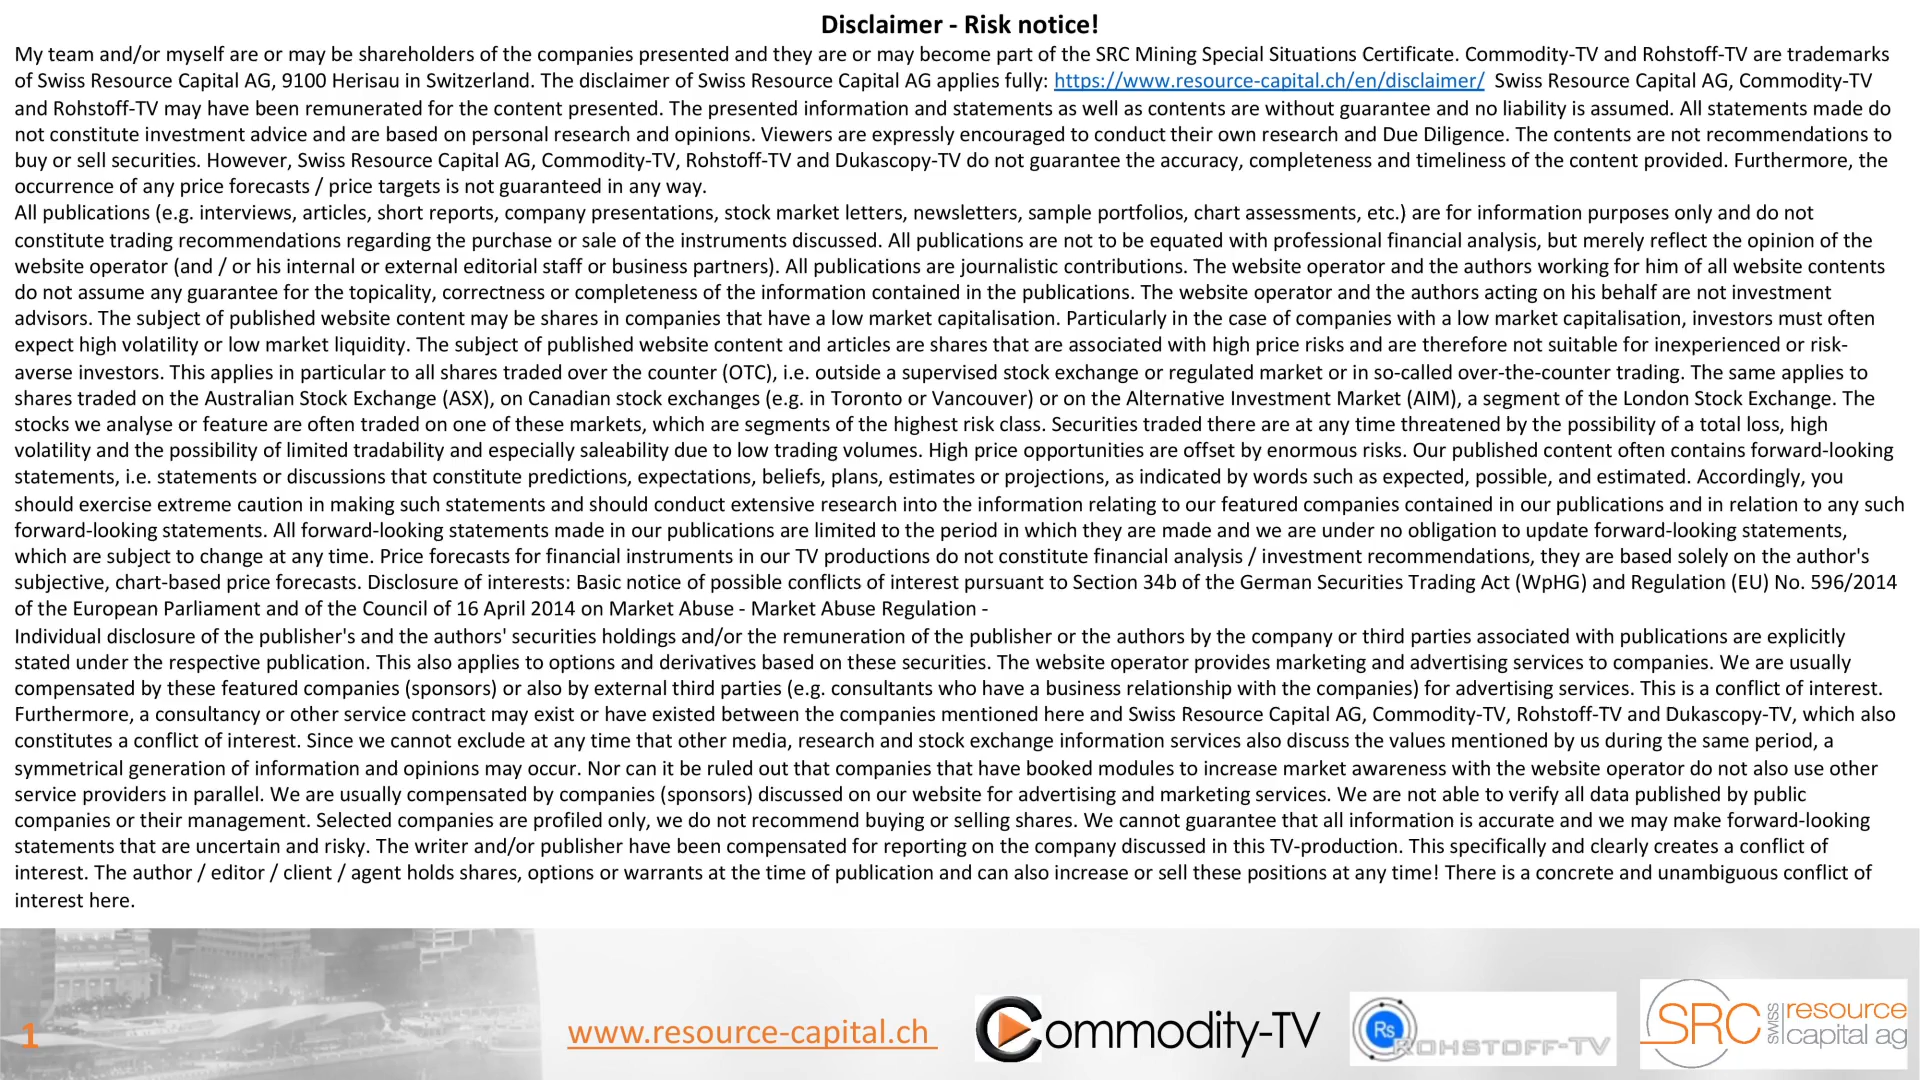 Disclaimer - Risk notice!
My team and/or myself are or may be shareholders of the companies presented and they are or may become part of the SRC Mining Special Situations Certificate. Commodity-TV and Rohstoff-TV are trademarks
of Swiss Resource Capital AG, 9100 Herisau in Switzerland. The disclaimer of Swiss Resource Capital AG applies fully: https://www.resource-capital.ch/en/disclaimer/ Swiss Resource Capital AG, Commodity-TV
and Rohstoff-TV may have been remunerated for the content presented. The presented information and statements as well as contents are without guarantee and no liability is assumed. All statements made do
not constitute investment advice and are based on personal research and opinions. Viewers are expressly encouraged to conduct their own research and Due Diligence. The contents are not recommendations to
buy or sell securities. However, Swiss Resource Capital AG, Commodity-TV, Rohstoff-TV and Dukascopy-TV do not guarantee the accuracy, completeness and timeliness of the content provided. Furthermore, the
occurrence of any price forecasts / price targets is not guaranteed in any way.
All publications (e.g. interviews, articles, short reports, company presentations, stock market letters, newsletters, sample portfolios, chart assessments, etc.) are for information purposes only and do not
constitute trading recommendations regarding the purchase or sale of the instruments discussed. All publications are not to be equated with professional financial analysis, but merely reflect the opinion of the
website operator (and / or his internal or external editorial staff or business partners). All publications are journalistic contributions. The website operator and the authors working for him of all website contents
do not assume any guarantee for the topicality, correctness or completeness of the information contained in the publications. The website operator and the authors acting on his behalf are not investment
advisors. The subject of published website content may be shares in companies that have a low market capitalisation. Particularly in the case of companies with a low market capitalisation, investors must often
expect high volatility or low market liquidity. The subject of published website content and articles are shares that are associated with high price risks and are therefore not suitable for inexperienced or risk-
averse investors. This applies in particular to all shares traded over the counter (OTC), i.e. outside a supervised stock exchange or regulated market or in so-called over-the-counter trading. The same applies to
shares traded on the Australian Stock Exchange (ASX), on Canadian stock exchanges (e.g. in Toronto or Vancouver) or on the Alternative Investment Market (AIM), a segment of the London Stock Exchange. The
stocks we analyse or feature are often traded on one of these markets, which are segments of the highest risk class. Securities traded there are at any time threatened by the possibility of a total loss, high
volatility and the possibility of limited tradability and especially saleability due to low trading volumes. High price opportunities are offset by enormous risks. Our published content often contains forward-looking
statements, i.e. statements or discussions that constitute predictions, expectations, beliefs, plans, estimates or projections, as indicated by words such as expected, possible, and estimated. Accordingly, you
should exercise extreme caution in making such statements and should conduct extensive research into the information relating to our featured companies contained in our publications and in relation to any such
forward-looking statements. All forward-looking statements made in our publications are limited to the period in which they are made and we are under no obligation to update forward-looking statements,
which are subject to change at any time. Price forecasts for financial instruments in our TV productions do not constitute financial analysis / investment recommendations, they are based solely on the author's
subjective, chart-based price forecasts. Disclosure of interests: Basic notice of possible conflicts of interest pursuant to Section 34b of the German Securities Trading Act (WpHG) and Regulation (EU) No. 596/2014
of the European Parliament and of the Council of 16 April 2014 on Market Abuse - Market Abuse Regulation -
Individual disclosure of the publisher's and the authors' securities holdings and/or the remuneration of the publisher or the authors by the company or third parties associated with publications are explicitly
stated under the respective publication. This also applies to options and derivatives based on these securities. The website operator provides marketing and advertising services to companies. We are usually
compensated by these featured companies (sponsors) or also by external third parties (e.g. consultants who have a business relationship with the companies) for advertising services. This is a conflict of interest.
Furthermore, a consultancy or other service contract may exist or have existed between the companies mentioned here and Swiss Resource Capital AG, Commodity-TV, Rohstoff-TV and Dukascopy-TV, which also
constitutes a conflict of interest. Since we cannot exclude at any time that other media, research and stock exchange information services also discuss the values mentioned by us during the same period, a
symmetrical generation of information and opinions may occur. Nor can it be ruled out that companies that have booked modules to increase market awareness with the website operator do not also use other
service providers in parallel. We are usually compensated by companies (sponsors) discussed on our website for advertising and marketing services. We are not able to verify all data published by public
companies or their management. Selected companies are profiled only, we do not recommend buying or selling shares. We cannot guarantee that all information is accurate and we may make forward-looking
statements that are uncertain and risky. The writer and/or publisher have been compensated for reporting on the company discussed in this TV-production. This specifically and clearly creates a conflict of
interest. The author / editor / client / agent holds shares, options or warrants at the time of publication and can also increase or sell these positions at any time! There is a concrete and unambiguous conflict of
interest here.
1
www.resource-capital.ch
Commodity-TV
Rs ROHSTOFF-TV
SRC SWISS resource
capital ag